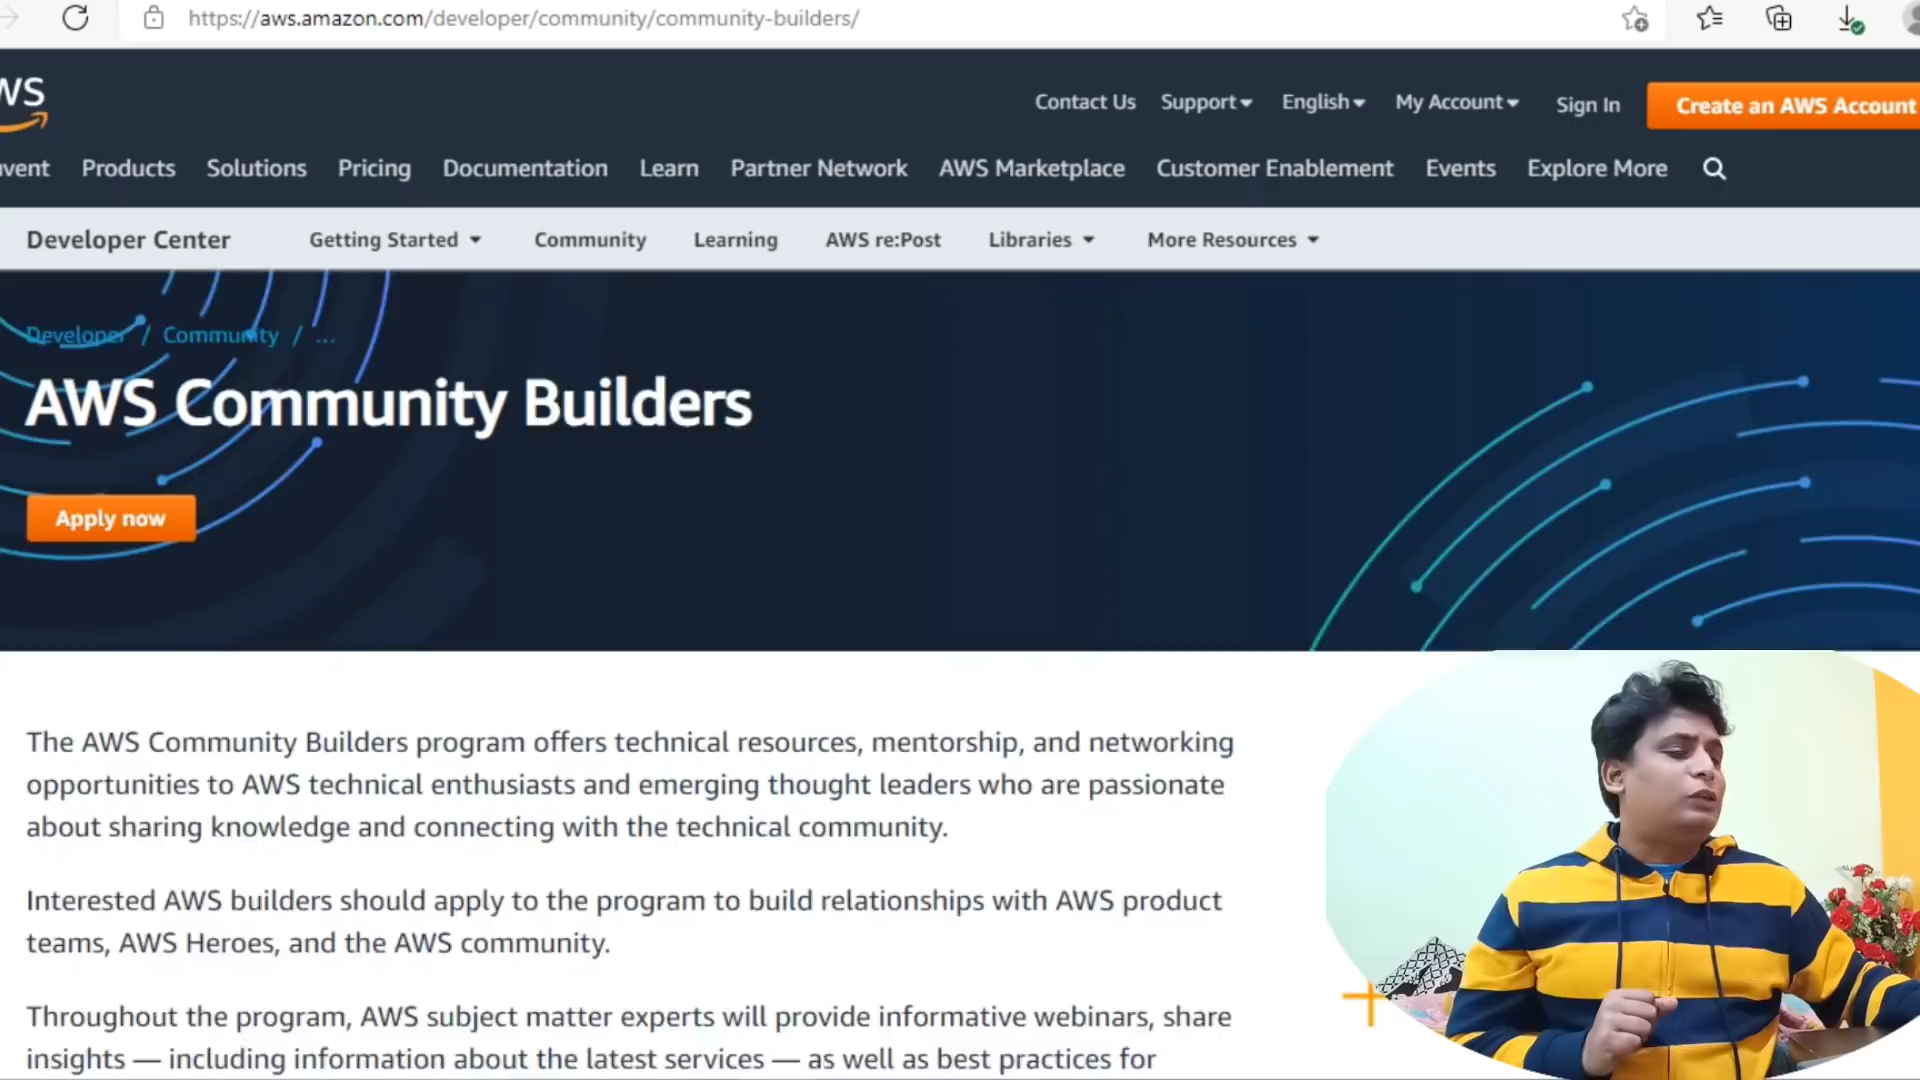 https://aws.amazon.com/developer/community/community-builders/
WS
Contact Us Support English My Account Sign In Create an AWS Account
Products Solutions Pricing Documentation Learn Partner Network AWS Marketplace Customer Enablement Events Explore More
Developer Center Getting Started Community Learning AWS re:Post Libraries More Resources
Developer / Community / ...
AWS Community Builders
Apply now
The AWS Community Builders program offers technical resources, mentorship, and networking
opportunities to AWS technical enthusiasts and emerging thought leaders who are passionate
about sharing knowledge and connecting with the technical community.
Interested AWS builders should apply to the program to build relationships with AWS product
teams, AWS Heroes, and the AWS community.
Throughout the program, AWS subject matter experts will provide informative webinars, share
insights — including information about the latest services — as well as best practices for